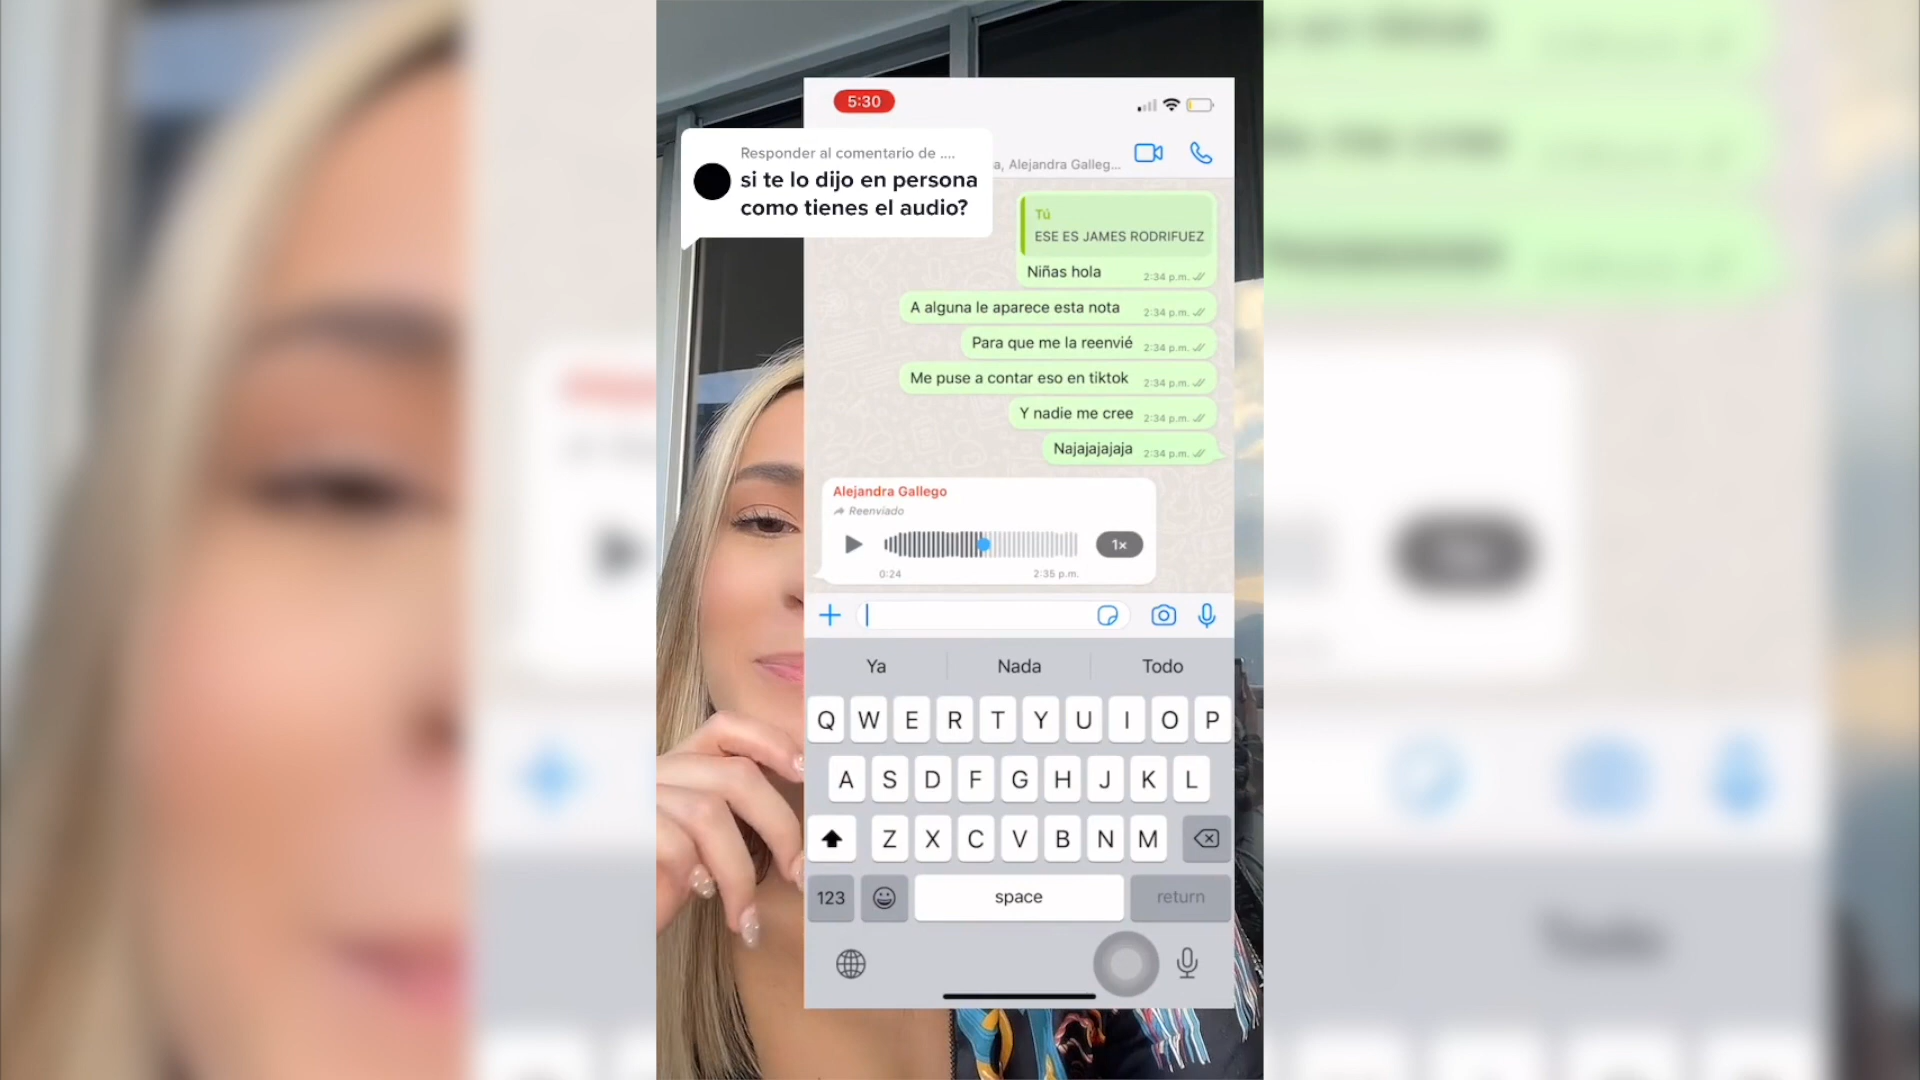 5:30
Responder al comentario de ....
si te lo dijo en persona
como tienes el audio?
a, Alejandra Galleg...
Tú
ESE ES JAMES RODRIFUEZ
Niñas hola 2:34 p.m.
A alguna le aparece esta nota 2:34 p.m.
Para que me la reenvié 2:34 p.m.
Me puse a contar eso en tiktok 2:34 p.m.
Y nadie me cree 2:34 p.m.
Najajajajaja 2:34 p.m.
Alejandra Gallego
Reenviado
1×
0:24 2:35 p.m.
Ya Nada Todo
Q W E R T Y U I O P
A S D F G H J K L
Z X C V B N M
123 space return